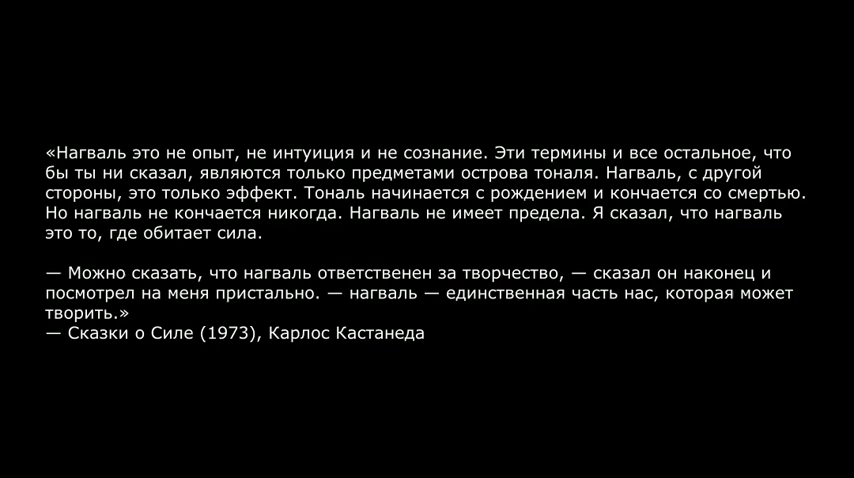 «Нагваль это не опыт, не интуиция и не сознание. Эти термины и все остальное, что
бы ты ни сказал, являются только предметами острова тоналя. Нагваль, с другой
стороны, это только эффект. Тональ начинается с рождением и кончается со смертью.
Но нагваль не кончается никогда. Нагваль не имеет предела. Я сказал, что нагваль
это то, где обитает сила.
— Можно сказать, что нагваль ответственен за творчество, — сказал он наконец и
посмотрел на меня пристально. — нагваль — единственная часть нас, которая может
творить.»
— Сказки о Силе (1973), Карлос Кастанеда